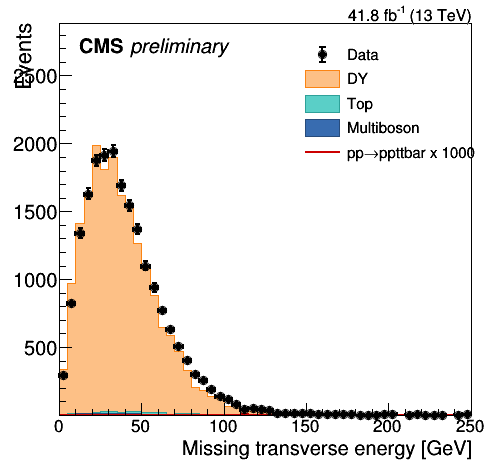 41.8 fb⁻¹ (13 TeV)
CMS preliminary
Events
Data
DY
Top
Multiboson
pp→ppttbar x 1000
2500
2000
1500
1000
500
0 50 100 150 200 250
Missing transverse energy [GeV]